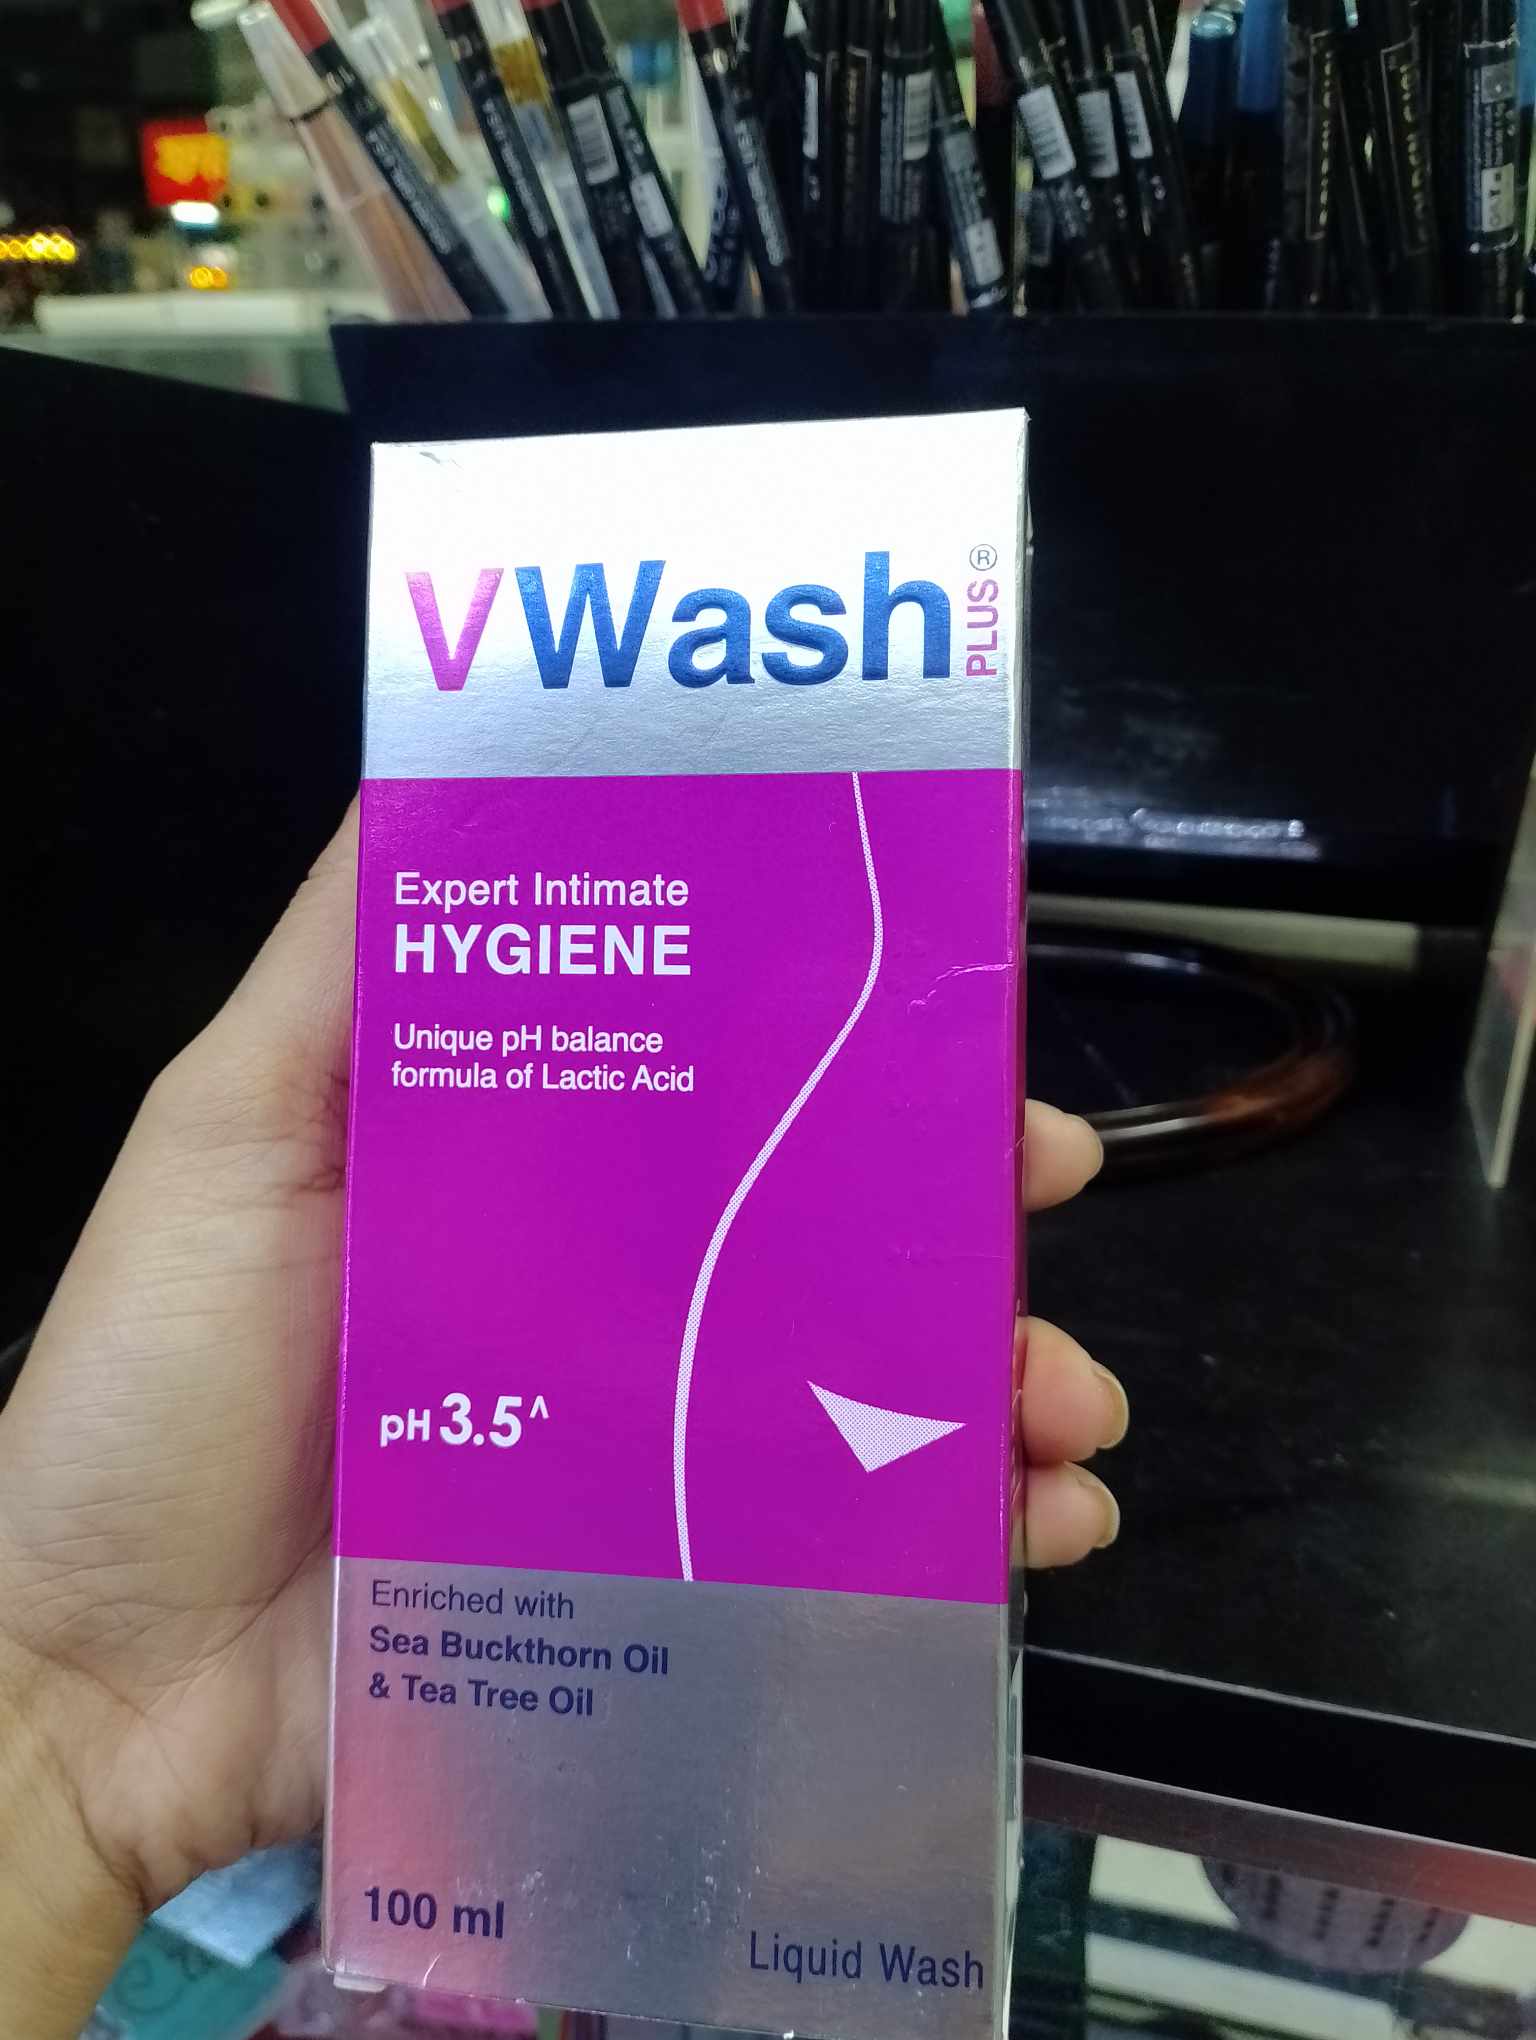 VWash PLUS®
Expert Intimate
HYGIENE
Unique pH balance
formula of Lactic Acid
pH 3.5^
Enriched with
Sea Buckthorn Oil
& Tea Tree Oil
100 ml
Liquid Wash